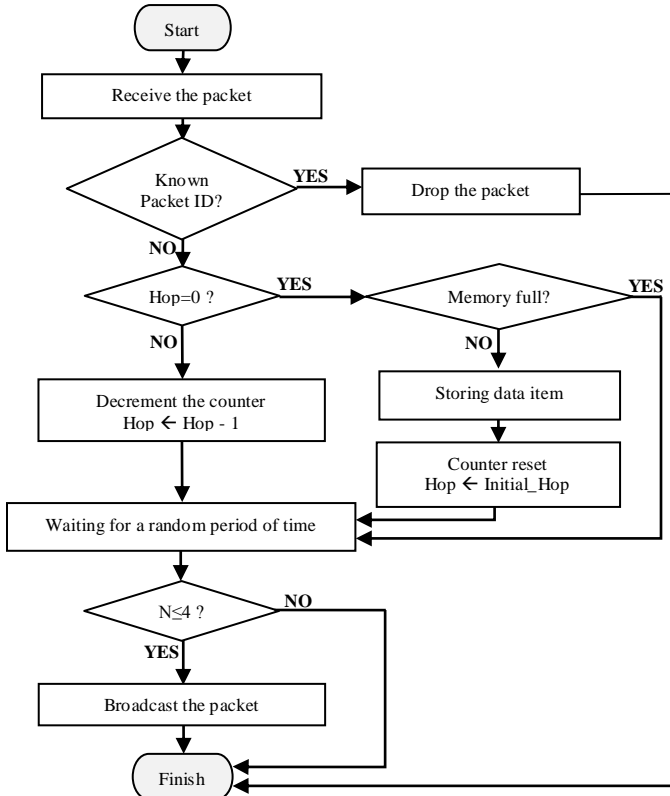 Start
Receive the packet
Known
Packet ID?
YES
Drop the packet
NO
Hop=0 ?
YES
Memory full?
YES
NO
NO
Decrement the counter
Hop ← Hop - 1
Storing data item
Counter reset
Hop ← Initial_Hop
Waiting for a random period of time
N≤4 ?
NO
YES
Broadcast the packet
Finish